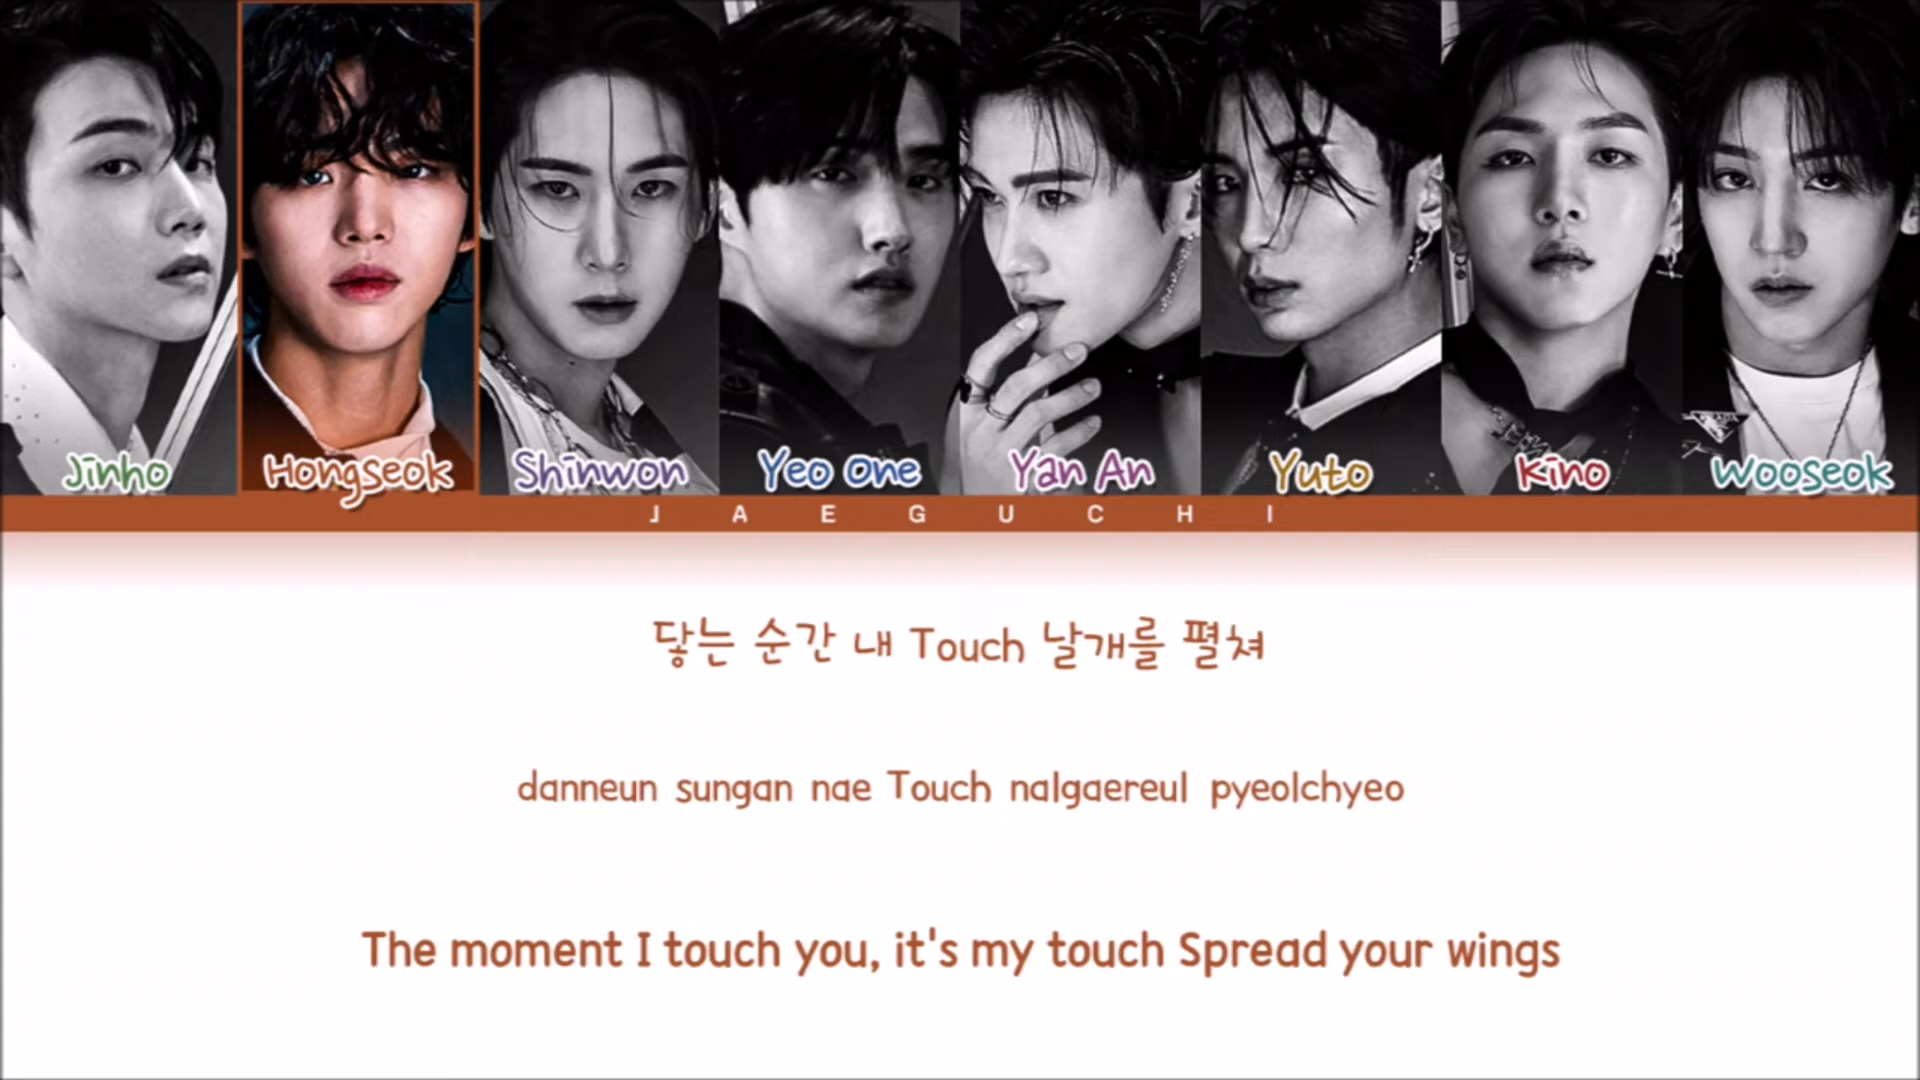 Jinho
Hongseok
Shinwon
Yeo One
Yan An
Yuto
Kino
Wooseok
JAEGUCHI
닿는 순간 내 Touch 날개를 펼쳐
danneun sungan nae Touch nalgaereul pyeolchyeo
The moment I touch you, it's my touch Spread your wings